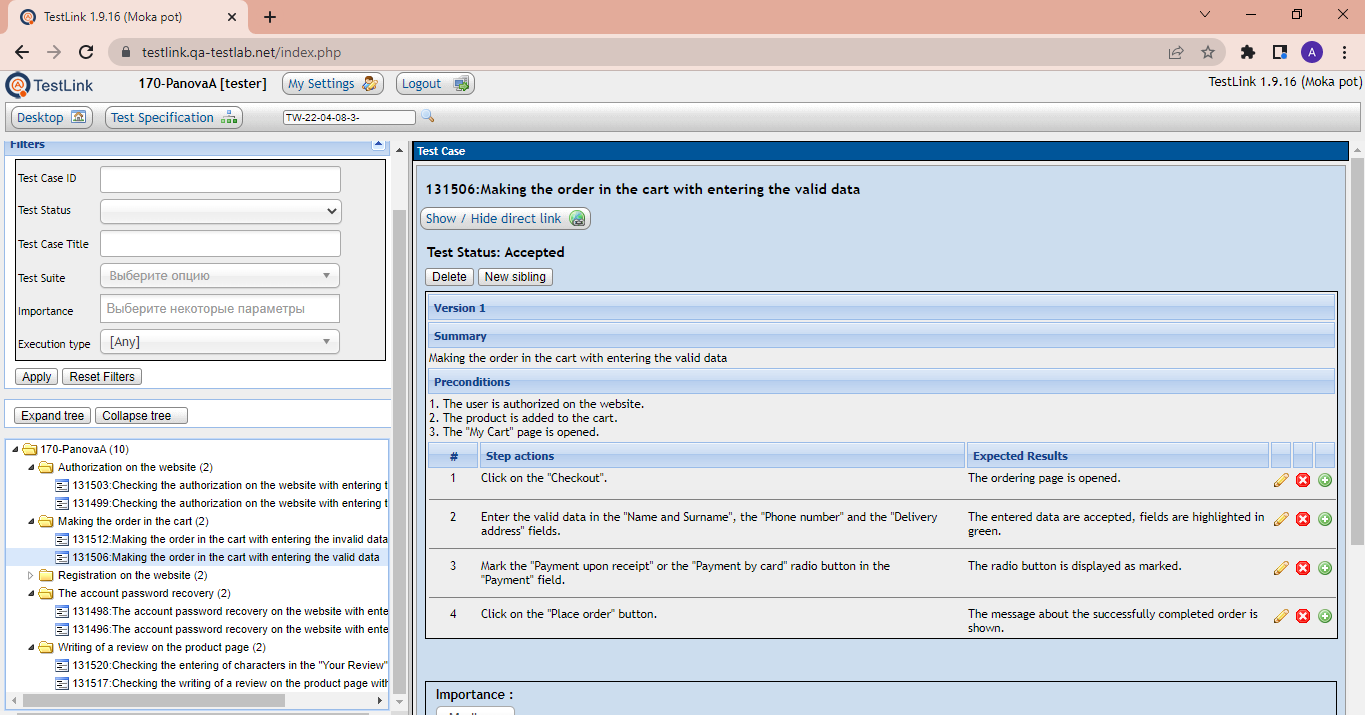 TestLink 1.9.16 (Moka pot)
testlink.qa-testlab.net/index.php
A
TestLink
170-PanovaA [tester]
My Settings
Logout
TestLink 1.9.16 (Moka pot)
Desktop
Test Specification
TW-22-04-08-3-
Filters
Test Case ID
Test Status
Test Case Title
Test Suite
Выберите опцию
Importance
Выберите некоторые параметры
Execution type
[Any]
Apply
Reset Filters
Expand tree
Collapse tree
170-PanovaA (10)
Authorization on the website (2)
131503:Checking the authorization on the website with entering t
131499:Checking the authorization on the website with entering t
Making the order in the cart (2)
131512:Making the order in the cart with entering the invalid data
131506:Making the order in the cart with entering the valid data
Registration on the website (2)
The account password recovery (2)
131498:The account password recovery on the website with ente
131496:The account password recovery on the website with ente
Writing of a review on the product page (2)
131520:Checking the entering of characters in the "Your Review"
131517:Checking the writing of a review on the product page with
Test Case
131506:Making the order in the cart with entering the valid data
Show / Hide direct link
Test Status: Accepted
Delete
New sibling
Version 1
Summary
Making the order in the cart with entering the valid data
Preconditions
1. The user is authorized on the website.
2. The product is added to the cart.
3. The "My Cart" page is opened.
# Step actions Expected Results
1 Click on the "Checkout". The ordering page is opened.
2 Enter the valid data in the "Name and Surname", the "Phone number" and the "Delivery The entered data are accepted, fields are highlighted in
address" fields. green.
3 Mark the "Payment upon receipt" or the "Payment by card" radio button in the The radio button is displayed as marked.
"Payment" field.
4 Click on the "Place order" button. The message about the successfully completed order is
shown.
Importance :